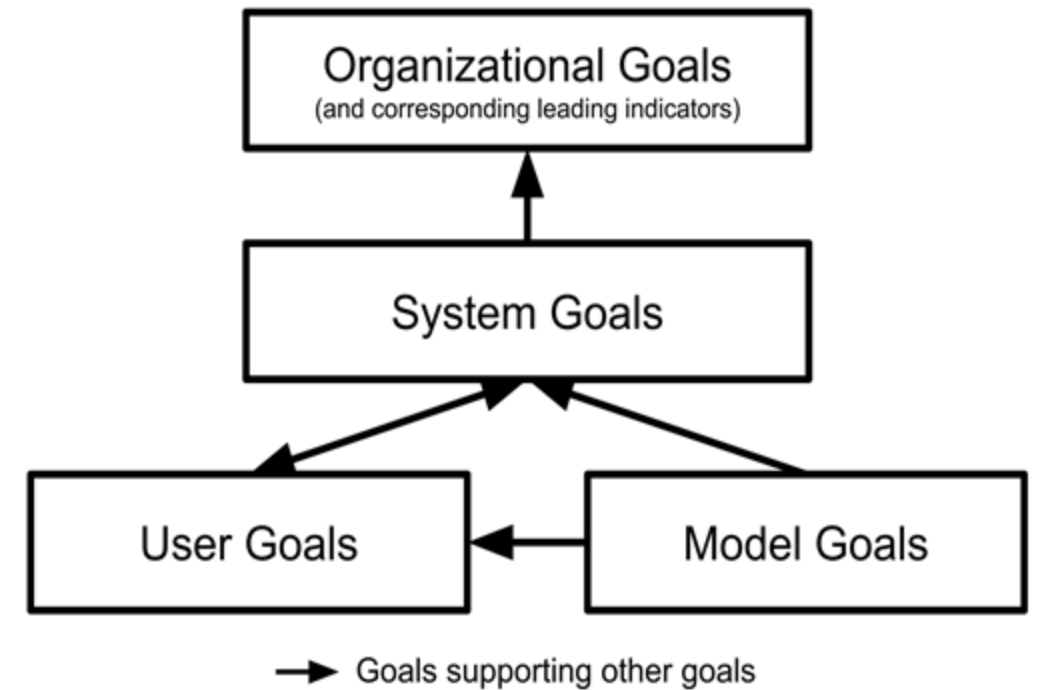 Organizational Goals
(and corresponding leading indicators)
System Goals
User Goals
Model Goals
Goals supporting other goals